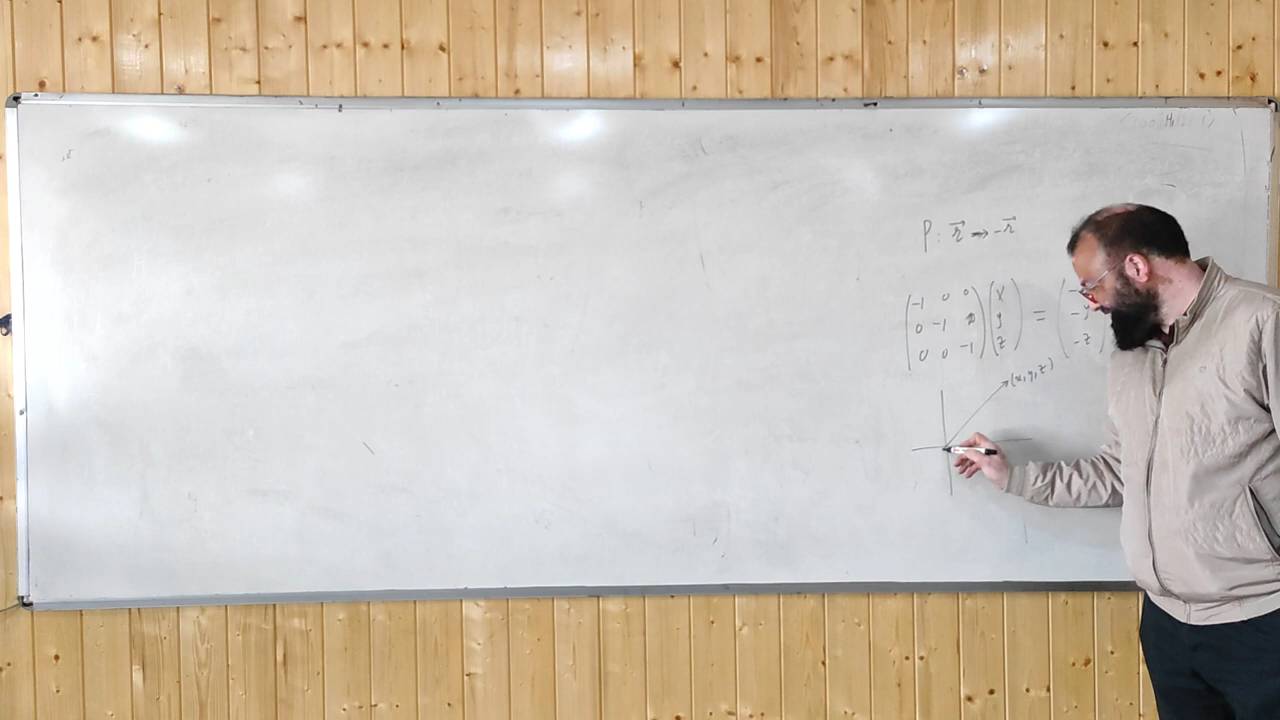 P: r⃗ → -r⃗
(-1 0 0) (x) = (-
(0 -1 0) (y) (-y
(0 0 -1) (z) (-z)
(x, y, z)